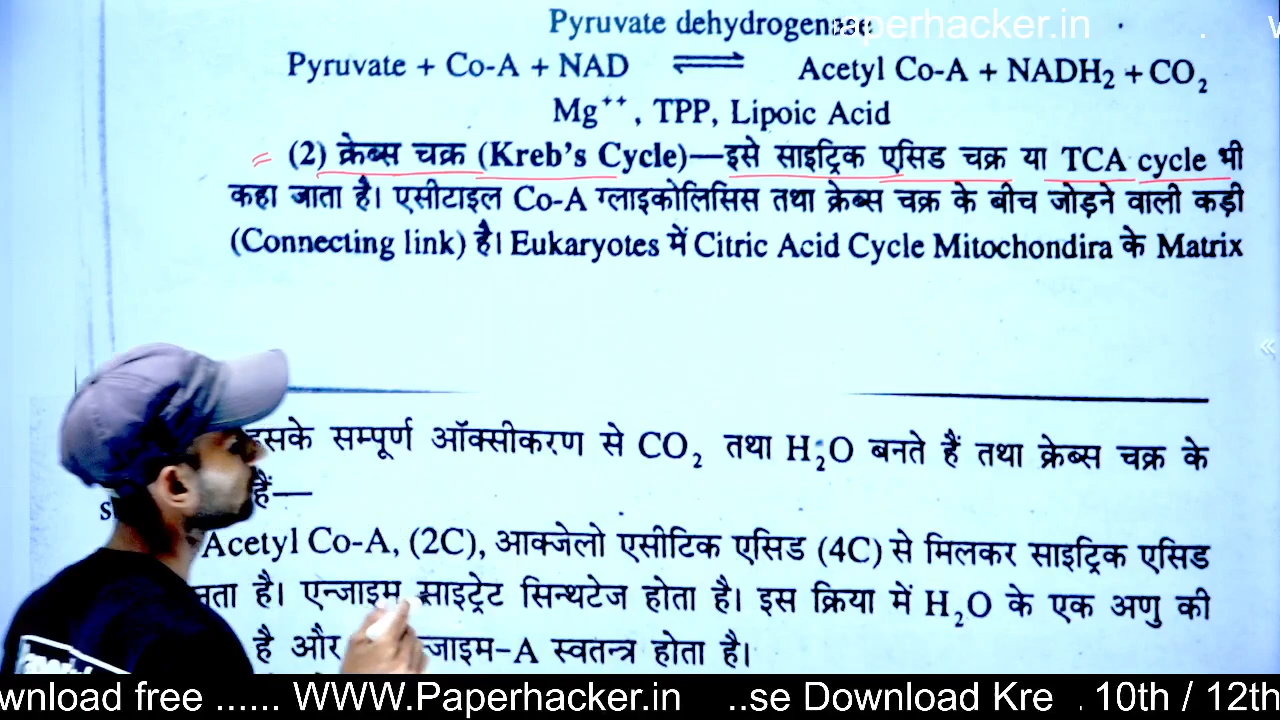 Pyruvate dehydrogenase
aperhacker.in
Pyruvate + Co-A + NAD ⇌ Acetyl Co-A + NADH₂ + CO₂
Mg⁺⁺, TPP, Lipoic Acid
(2) क्रेब्स चक्र (Kreb's Cycle)—इसे साइट्रिक एसिड चक्र या TCA cycle भी
कहा जाता है। एसीटाइल Co-A ग्लाइकोलिसिस तथा क्रेब्स चक्र के बीच जोड़ने वाली कड़ी
(Connecting link) है। Eukaryotes में Citric Acid Cycle Mitochondira के Matrix
इसके सम्पूर्ण ऑक्सीकरण से CO₂ तथा H₂O बनते हैं तथा क्रेब्स चक्र के
हैं—
Acetyl Co-A, (2C), आक्जेलो एसीटिक एसिड (4C) से मिलकर साइट्रिक एसिड
है। एन्जाइम साइट्रेट सिन्थटेज होता है। इस क्रिया में H₂O के एक अणु की
है और न्जाइम-A स्वतन्त्र होता है।
wnload free ...... WWW.Paperhacker.in ..se Download Kre . 10th / 12th